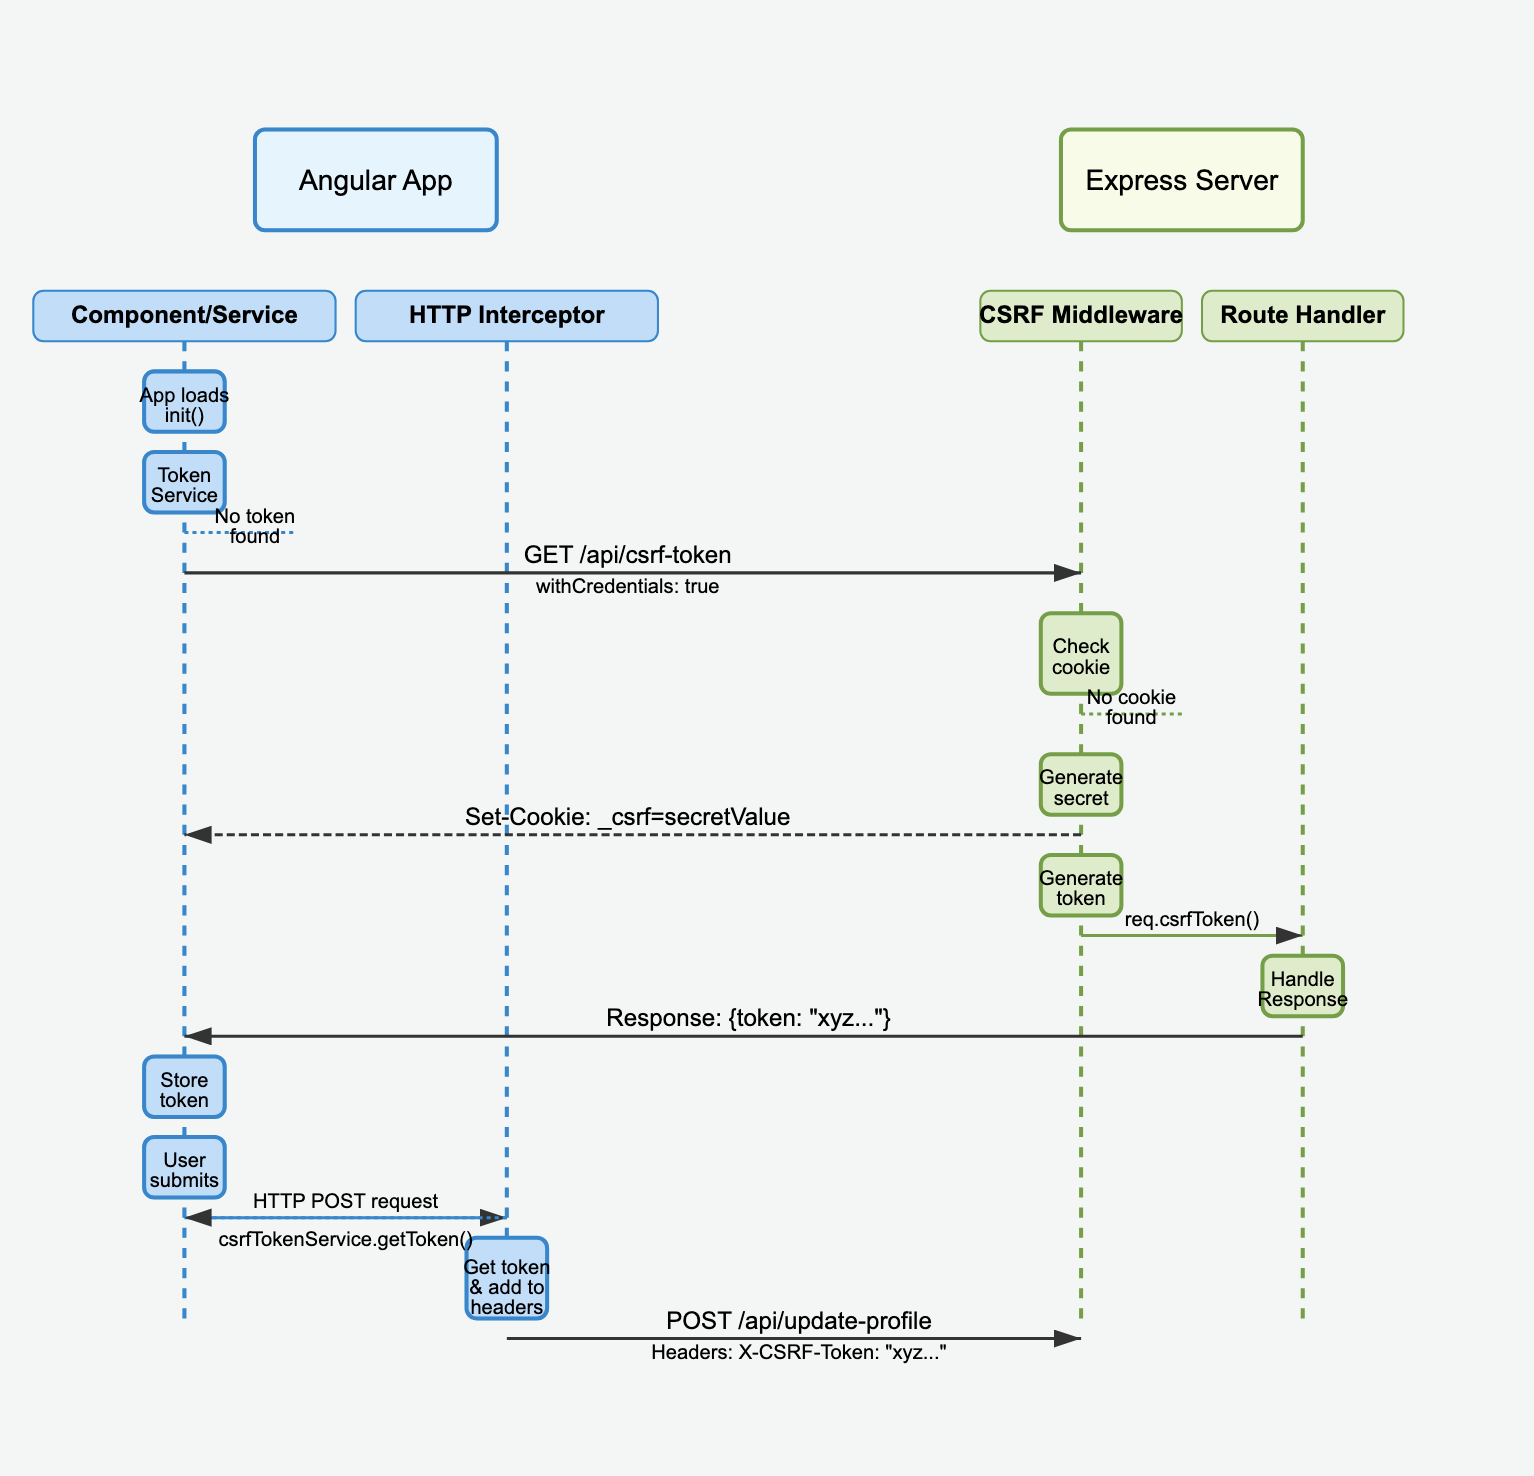 Angular App
Express Server
Component/Service
HTTP Interceptor
CSRF Middleware
Route Handler
App loads
init()
Token
Service
No token
found
GET /api/csrf-token
withCredentials: true
Check
cookie
No cookie
found
Generate
secret
Set-Cookie: _csrf=secretValue
Generate
token
req.csrfToken()
Handle
Response
Response: {token: "xyz..."}
Store
token
User
submits
HTTP POST request
csrfTokenService.getToken()
Get token
& add to
headers
POST /api/update-profile
Headers: X-CSRF-Token: "xyz..."